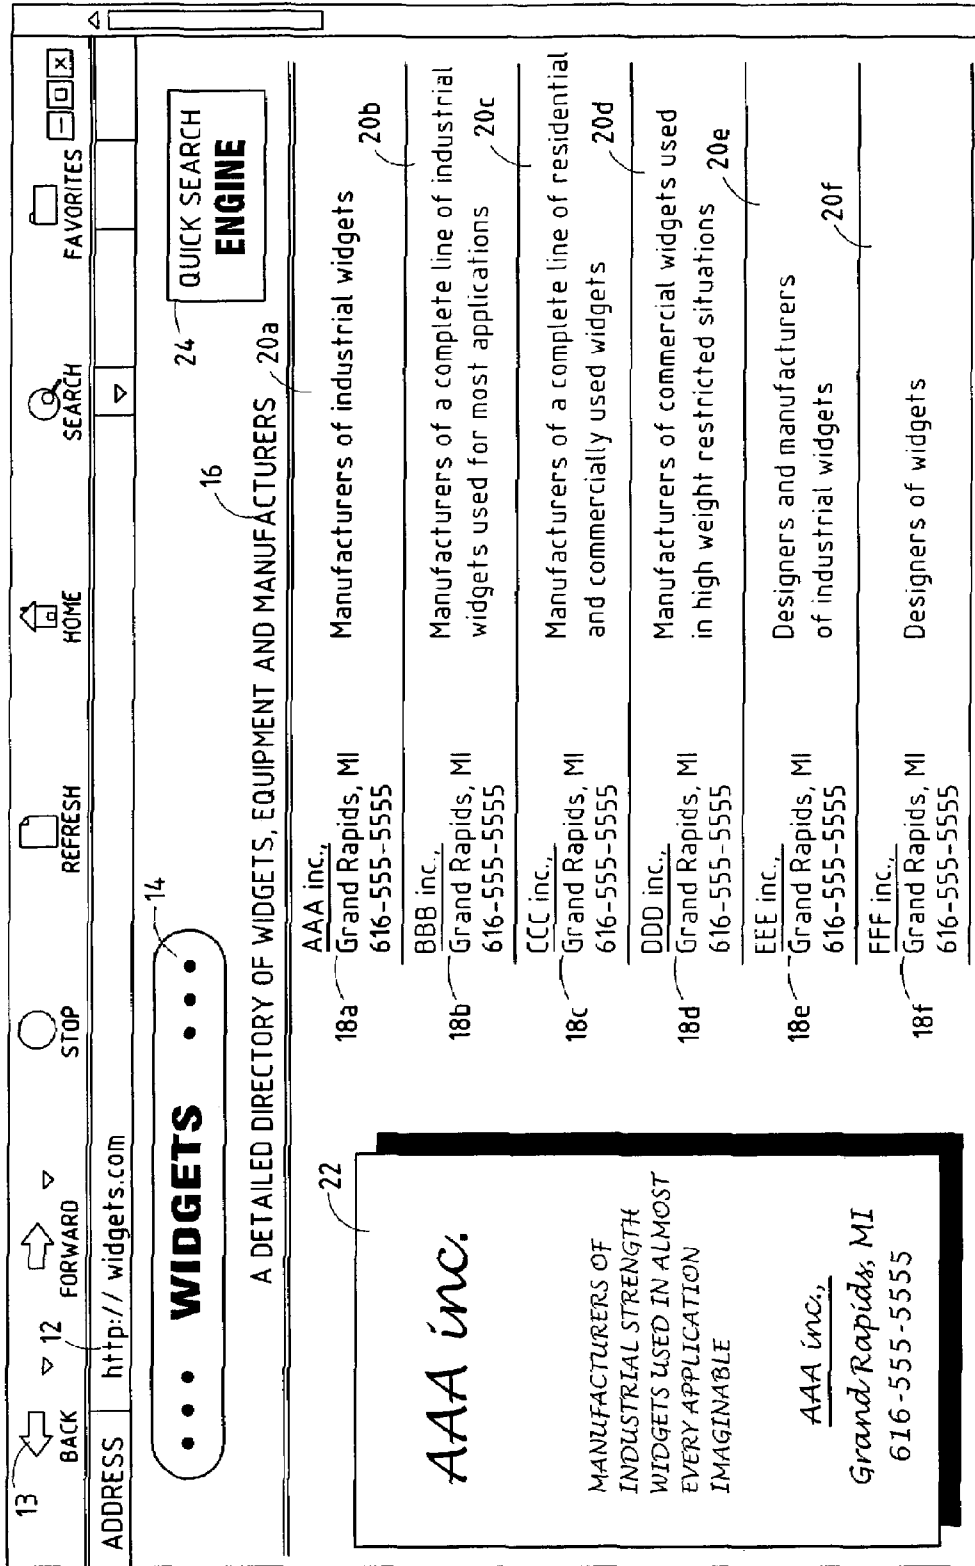 13
BACK
FORWARD
STOP
REFRESH
HOME
SEARCH
FAVORITES
12
ADDRESS http:// widgets.com
WIDGETS
14
24
QUICK SEARCH
ENGINE
16
A DETAILED DIRECTORY OF WIDGETS, EQUIPMENT AND MANUFACTURERS
22
AAA inc.
MANUFACTURERS OF
INDUSTRIAL STRENGTH
WIDGETS USED IN ALMOST
EVERY APPLICATION
IMAGINABLE
AAA inc.,
Grand Rapids, MI
616-555-5555
20a
AAA inc.,
18a
Grand Rapids, MI
616-555-5555
Manufacturers of industrial widgets
20b
BBB inc.,
18b
Grand Rapids, MI
616-555-5555
Manufacturers of a complete line of industrial
widgets used for most applications
20c
CCC inc.,
18c
Grand Rapids, MI
616-555-5555
Manufacturers of a complete line of residential
and commercially used widgets
20d
DDD inc.,
18d
Grand Rapids, MI
616-555-5555
Manufacturers of commercial widgets used
in high weight restricted situations
20e
EEE inc.,
18e
Grand Rapids, MI
616-555-5555
Designers and manufacturers
of industrial widgets
20f
FFF inc.,
18f
Grand Rapids, MI
616-555-5555
Designers of widgets